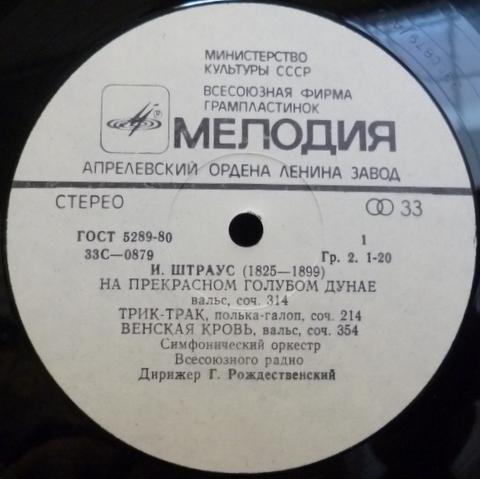 МИНИСТЕРСТВО
КУЛЬТУРЫ СССР
ВСЕСОЮЗНАЯ ФИРМА
ГРАМПЛАСТИНОК
МЕЛОДИЯ
АПРЕЛЕВСКИЙ ОРДЕНА ЛЕНИНА ЗАВОД
СТЕРЕО 33
ГОСТ 5289-80 1
33С—0879 Гр. 2. 1-20
И. ШТРАУС (1825—1899)
НА ПРЕКРАСНОМ ГОЛУБОМ ДУНАЕ
вальс, соч. 314
ТРИК-ТРАК, полька-галоп, соч. 214
ВЕНСКАЯ КРОВЬ, вальс, соч. 354
Симфонический оркестр
Всесоюзного радио
Дирижер Г. Рождественский